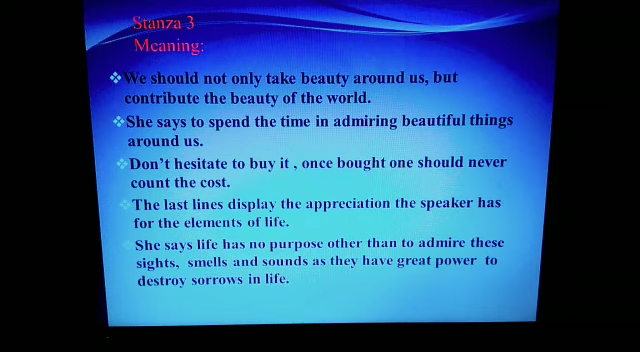 Stanza 3
Meaning:
We should not only take beauty around us, but
contribute the beauty of the world.
She says to spend the time in admiring beautiful things
around us.
Don't hesitate to buy it , once bought one should never
count the cost.
The last lines display the appreciation the speaker has
for the elements of life.
She says life has no purpose other than to admire these
sights, smells and sounds as they have great power to
destroy sorrows in life.